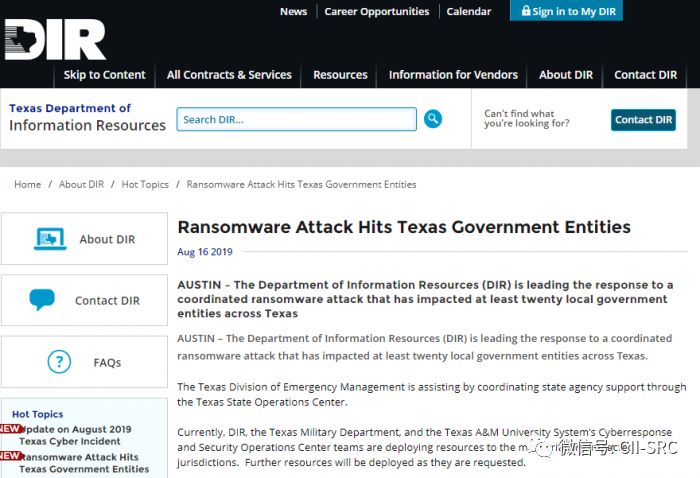 News
Career Opportunities
Calendar
Sign in to My DIR
DIR
Skip to Content
All Contracts & Services
Resources
Information for Vendors
About DIR
Contact DIR
Texas Department of
Information Resources
Search DIR...
Can't find what
you're looking for?
Contact DIR
Home / About DIR / Hot Topics / Ransomware Attack Hits Texas Government Entities
About DIR
Contact DIR
? FAQs
Hot Topics
NEW Update on August 2019
Texas Cyber Incident
NEW Ransomware Attack Hits
Texas Government Entities
Ransomware Attack Hits Texas Government Entities
Aug 16 2019
AUSTIN – The Department of Information Resources (DIR) is leading the response to a
coordinated ransomware attack that has impacted at least twenty local government
entities across Texas
AUSTIN – The Department of Information Resources (DIR) is leading the response to a coordinated
ransomware attack that has impacted at least twenty local government entities across Texas.
The Texas Division of Emergency Management is assisting by coordinating state agency support through
the Texas State Operations Center.
Currently, DIR, the Texas Military Department, and the Texas A&M University System's Cyberresponse
and Security Operations Center teams are deploying resources to the
jurisdictions. Further resources will be deployed as they are requested.
微信号: CII-SRC